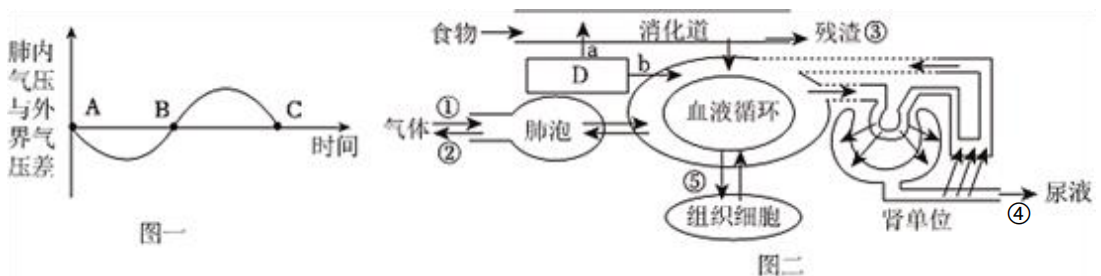 肺内
气压
与外
界气
压差
A
B
C
时间
图一
食物
消化道
残渣③
a
D
b
①
气体
②
肺泡
血液循环
⑤
组织细胞
尿液
④
肾单位
图二